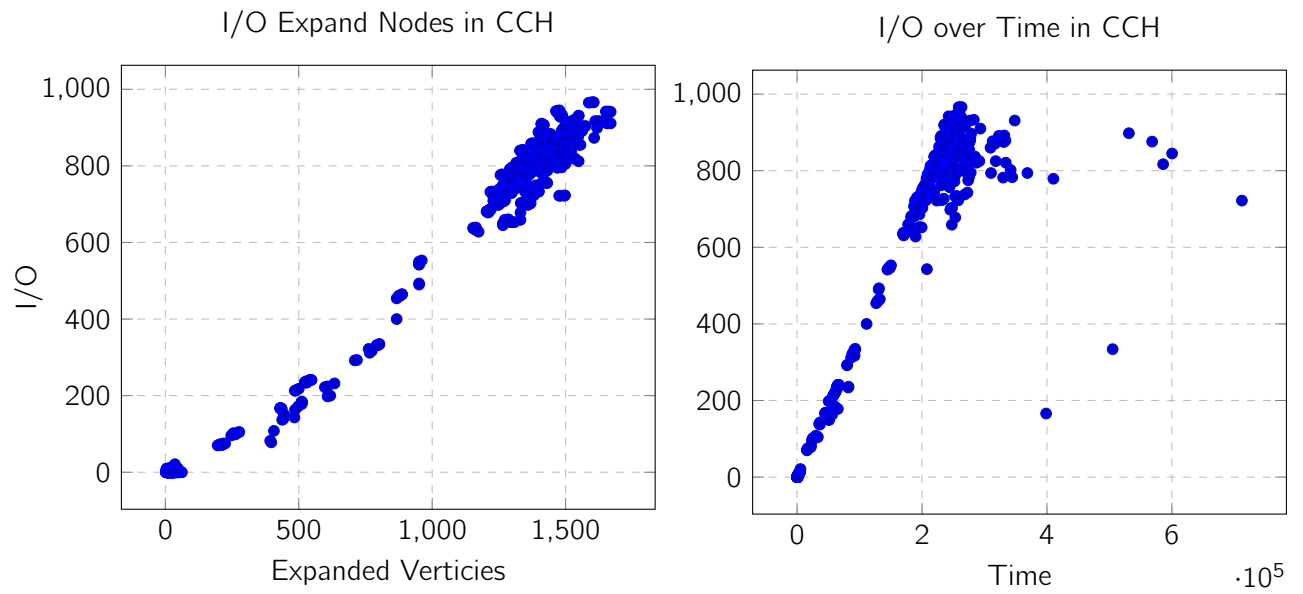 I/O Expand Nodes in CCH
1,000
800
600
400
200
0
I/O
0 500 1,000 1,500
Expanded Verticies
I/O over Time in CCH
1,000
800
600
400
200
0
0 2 4 6
Time ·10⁵